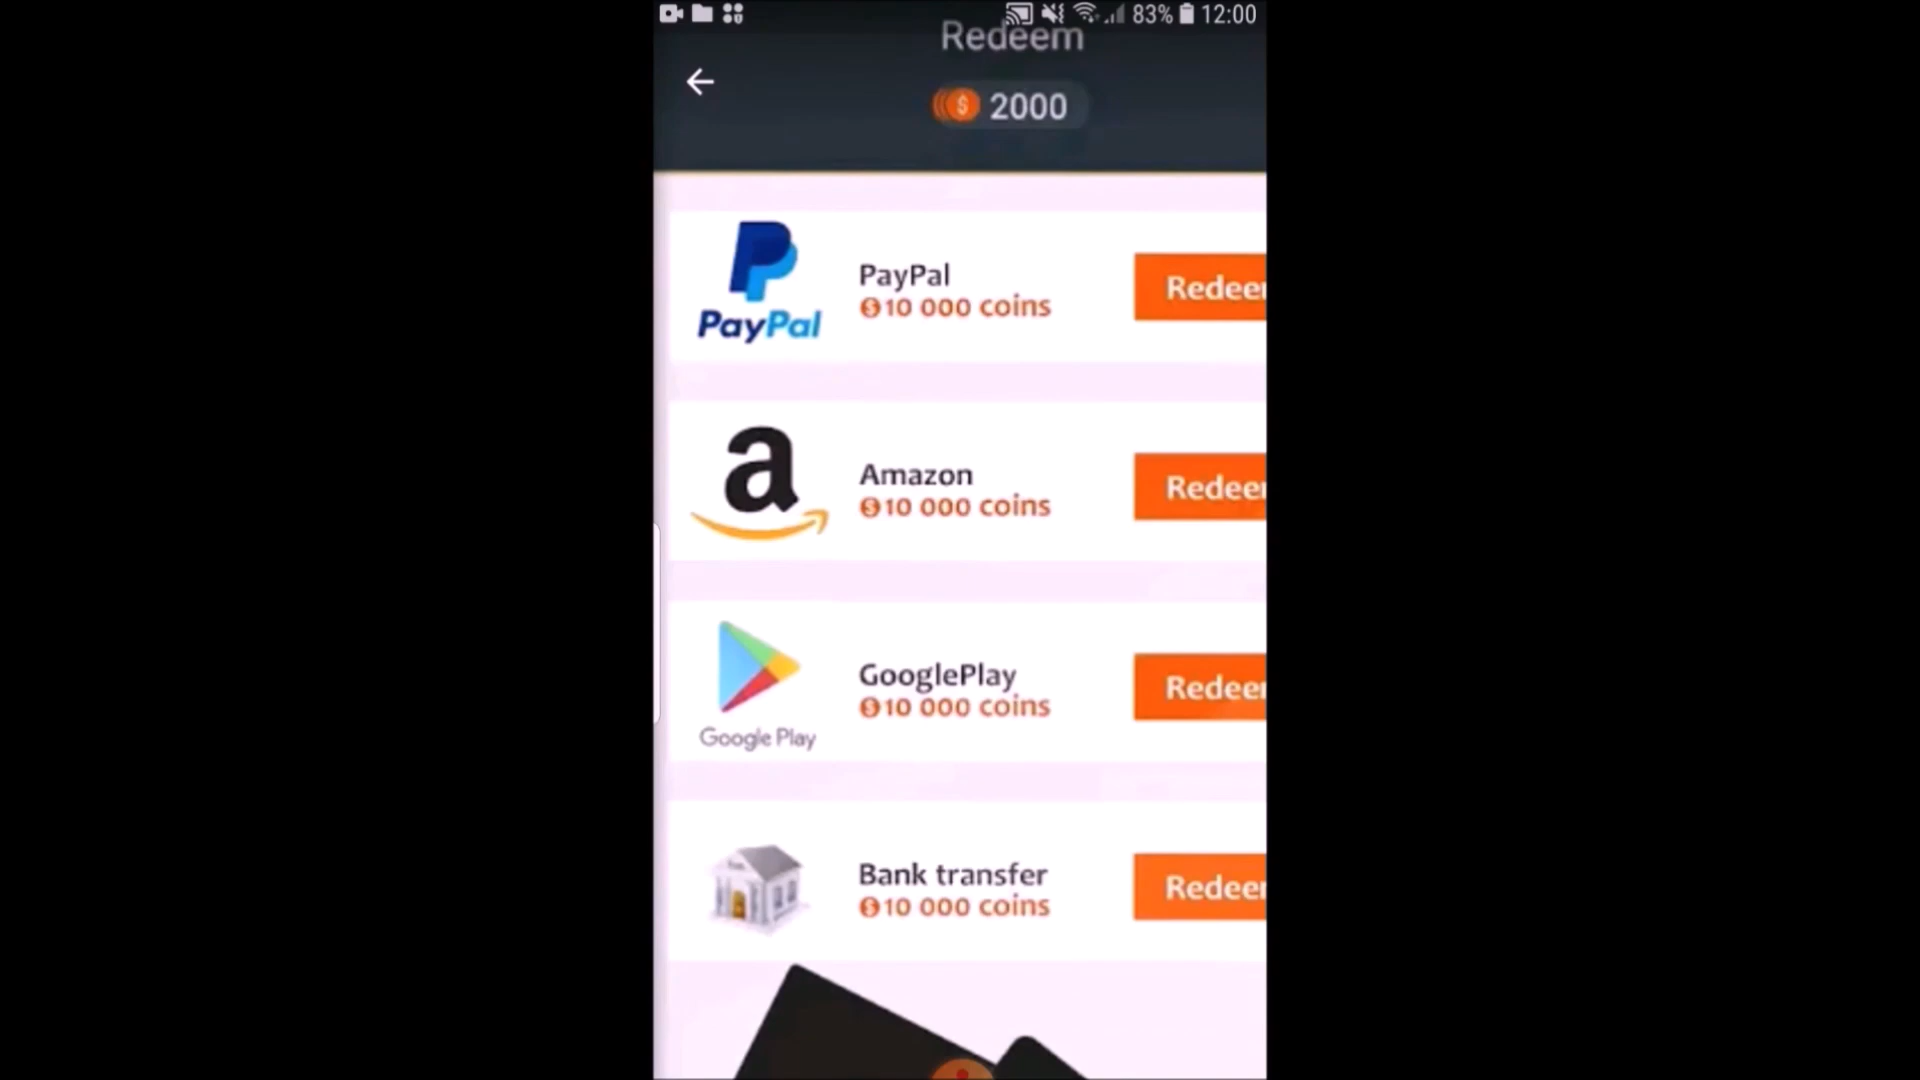 83% 12:00
Redeem
2000
PayPal
PayPal
10 000 coins
Redeem
a
Amazon
10 000 coins
Redeem
Google Play
GooglePlay
10 000 coins
Redeem
Bank transfer
10 000 coins
Redeem